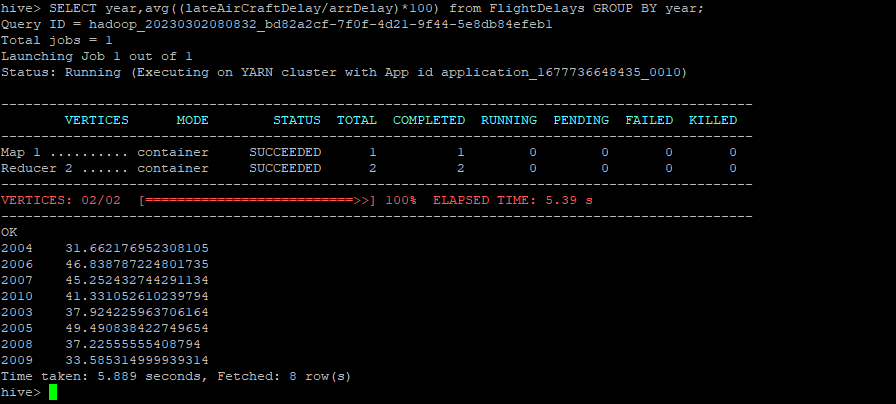 hive> SELECT year,avg((lateAirCraftDelay/arrDelay)*100) from FlightDelays GROUP BY year;
Query ID = hadoop_20230302080832_bd82a2cf-7f0f-4d21-9f44-5e8db84efeb1
Total jobs = 1
Launching Job 1 out of 1
Status: Running (Executing on YARN cluster with App id application_1677736648435_0010)
----------------------------------------------------------------------------------------------
VERTICES MODE STATUS TOTAL COMPLETED RUNNING PENDING FAILED KILLED
----------------------------------------------------------------------------------------------
Map 1 .......... container SUCCEEDED 1 1 0 0 0 0
Reducer 2 ...... container SUCCEEDED 2 2 0 0 0 0
----------------------------------------------------------------------------------------------
VERTICES: 02/02 [==========================>>] 100% ELAPSED TIME: 5.39 s
----------------------------------------------------------------------------------------------
OK
2004 31.662176952308105
2006 46.838787224801735
2007 45.252432744291134
2010 41.331052610239794
2003 37.924225963706164
2005 49.490838422749654
2008 37.22555555408794
2009 33.585314999939314
Time taken: 5.889 seconds, Fetched: 8 row(s)
hive>